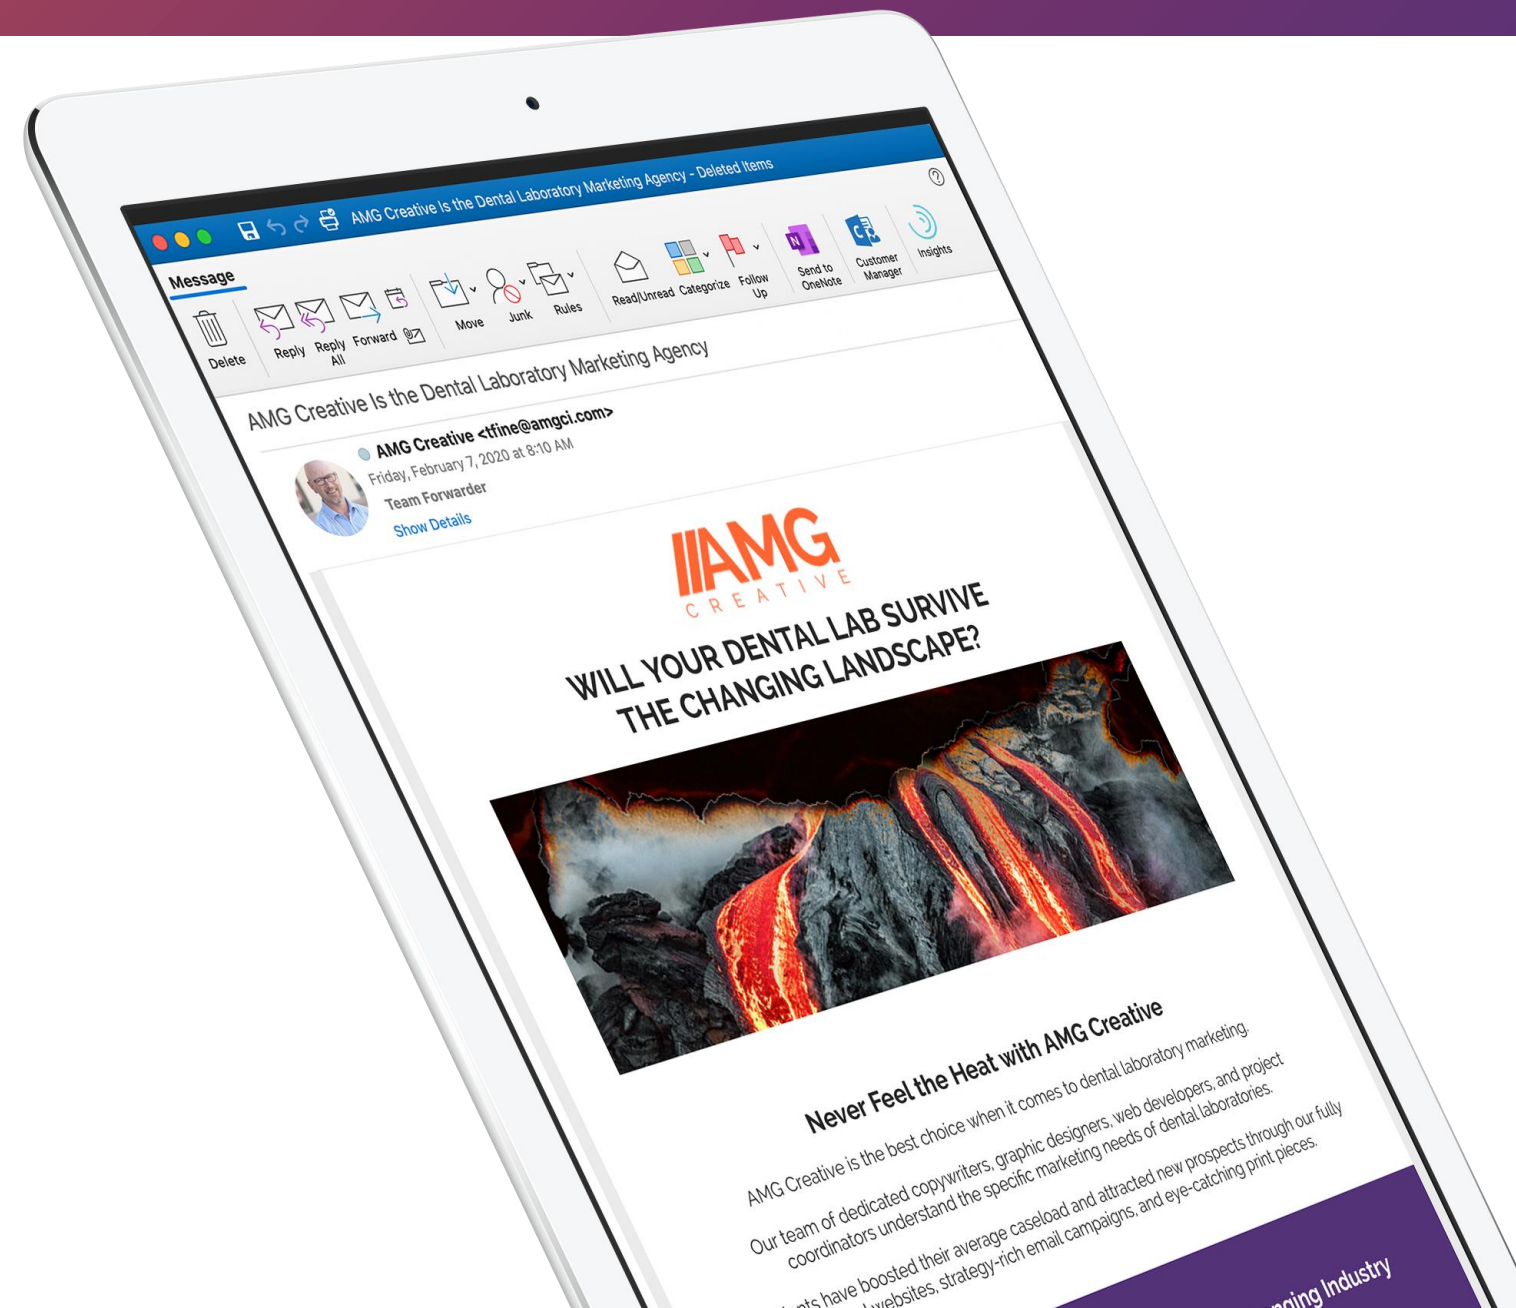 AMG Creative Is the Dental Laboratory Marketing Agency - Deleted Items
Message
Delete
Reply
Reply All
Forward
Move
Junk
Rules
Read/Unread
Categorize
Follow Up
Send to OneNote
Customer Manager
Insights
AMG Creative Is the Dental Laboratory Marketing Agency
AMG Creative <tfine@amgci.com>
Friday, February 7, 2020 at 8:10 AM
Team Forwarder
Show Details
AMG
CREATIVE
WILL YOUR DENTAL LAB SURVIVE
THE CHANGING LANDSCAPE?
Never Feel the Heat with AMG Creative
AMG Creative is the best choice when it comes to dental laboratory marketing.
Our team of dedicated copywriters, graphic designers, web developers, and project
coordinators understand the specific marketing needs of dental laboratories.
have boosted their average caseload and attracted new prospects through our fully
websites, strategy-rich email campaigns, and eye-catching print pieces.
Industry